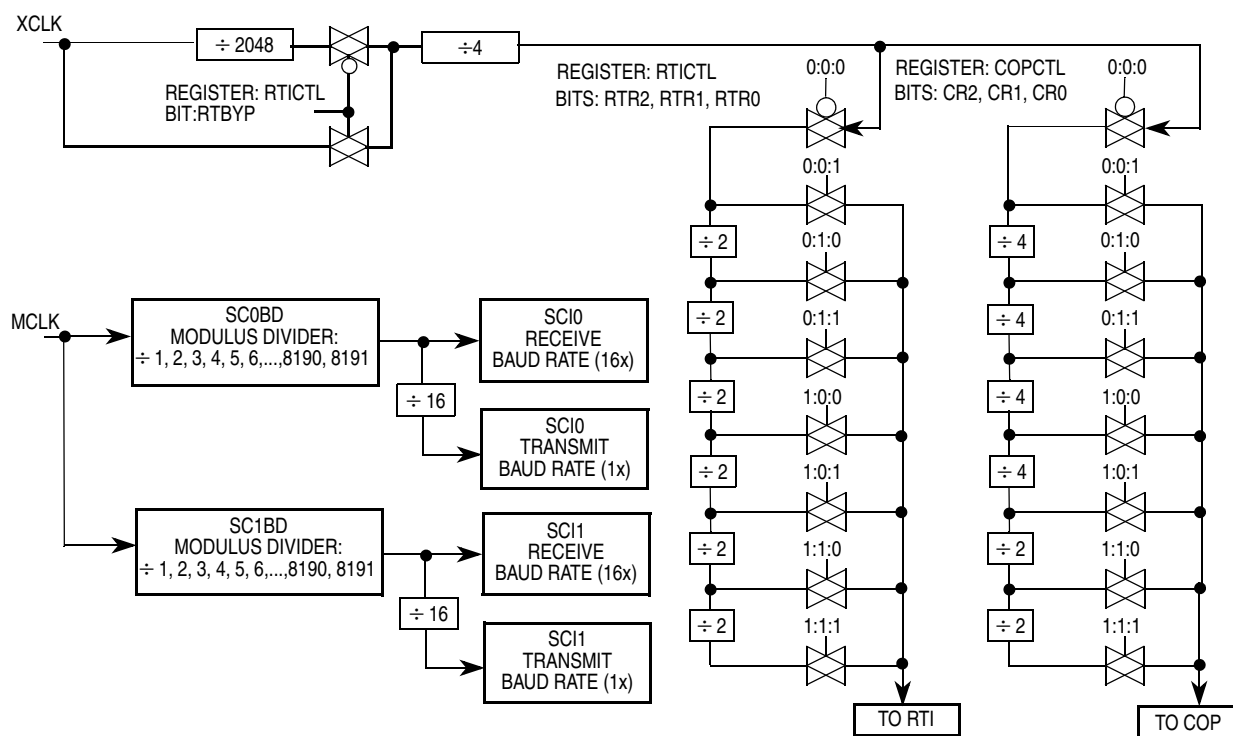 XCLK
÷ 2048
÷4
REGISTER: RTICTL
BIT:RTBYP
REGISTER: RTICTL
BITS: RTR2, RTR1, RTR0
0:0:0
REGISTER: COPCTL
BITS: CR2, CR1, CR0
0:0:0
MCLK
SC0BD
MODULUS DIVIDER:
÷ 1, 2, 3, 4, 5, 6,...,8190, 8191
SCI0
RECEIVE
BAUD RATE (16x)
÷ 16
SCI0
TRANSMIT
BAUD RATE (1x)
SC1BD
MODULUS DIVIDER:
÷ 1, 2, 3, 4, 5, 6,...,8190, 8191
SCI1
RECEIVE
BAUD RATE (16x)
÷ 16
SCI1
TRANSMIT
BAUD RATE (1x)
0:0:1
÷ 2
0:1:0
÷ 2
0:1:1
÷ 2
1:0:0
÷ 2
1:0:1
÷ 2
1:1:0
÷ 2
1:1:1
TO RTI
0:0:1
÷ 4
0:1:0
÷ 4
0:1:1
÷ 4
1:0:0
÷ 4
1:0:1
÷ 2
1:1:0
÷ 2
1:1:1
TO COP